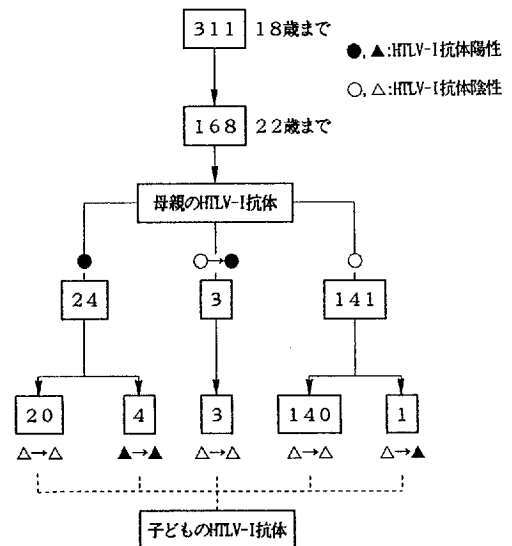 311 18歳まで
●,▲:HTLV-I抗体陽性
○,△:HTLV-I抗体陰性
168 22歳まで
母親のHTLV-I抗体
● ○→● ○
24 3 141
20 4 3 140 1
△→△ ▲→▲ △→△ △→△ △→▲
子どものHTLV-I抗体